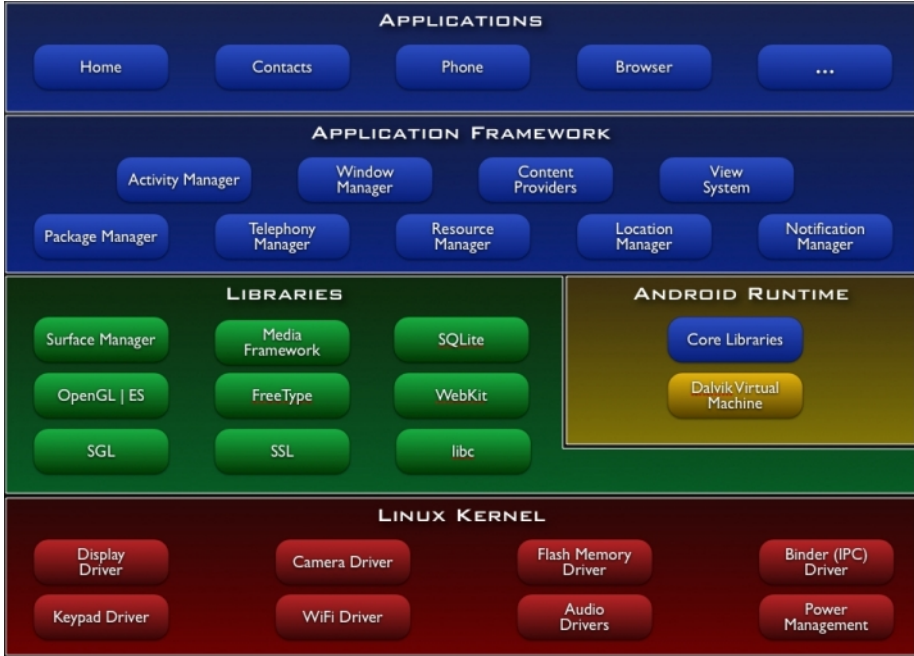 APPLICATIONS
Home
Contacts
Phone
Browser
...
APPLICATION FRAMEWORK
Activity Manager
Window
Manager
Content
Providers
View
System
Package Manager
Telephony
Manager
Resource
Manager
Location
Manager
Notification
Manager
LIBRARIES
Surface Manager
Media
Framework
SQLite
OpenGL | ES
FreeType
WebKit
SGL
SSL
libc
ANDROID RUNTIME
Core Libraries
Dalvik Virtual
Machine
LINUX KERNEL
Display
Driver
Camera Driver
Flash Memory
Driver
Binder (IPC)
Driver
Keypad Driver
WiFi Driver
Audio
Drivers
Power
Management